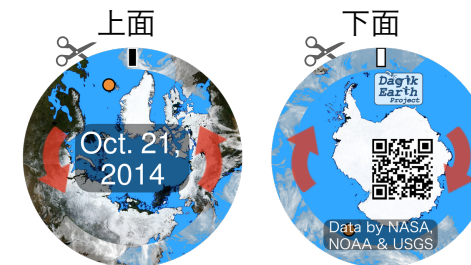 上面
下面
Oct. 21,
2014
Dagik
Earth
Project
Data by NASA,
NOAA & USGS